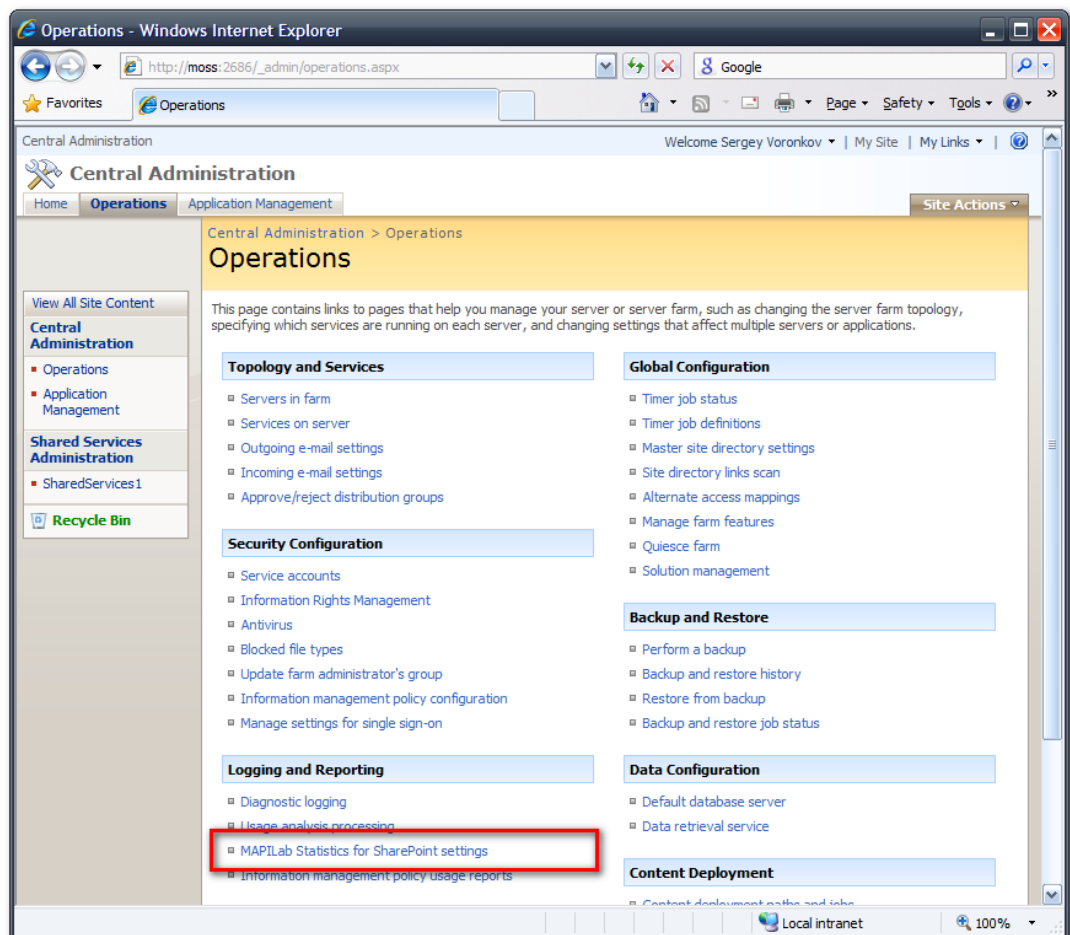 Operations - Windows Internet Explorer
http://moss:2686/_admin/operations.aspx
Google
Favorites
Operations
Page
Safety
Tools
Central Administration
Welcome Sergey Voronkov
| My Site | My Links |
Central Administration
Home
Operations
Application Management
Site Actions
Central Administration > Operations
Operations
View All Site Content
Central
Administration
Operations
Application
Management
Shared Services
Administration
SharedServices1
Recycle Bin
This page contains links to pages that help you manage your server or server farm, such as changing the server farm topology,
specifying which services are running on each server, and changing settings that affect multiple servers or applications.
Topology and Services
Servers in farm
Services on server
Outgoing e-mail settings
Incoming e-mail settings
Approve/reject distribution groups
Security Configuration
Service accounts
Information Rights Management
Antivirus
Blocked file types
Update farm administrator's group
Information management policy configuration
Manage settings for single sign-on
Logging and Reporting
Diagnostic logging
Usage analysis processing
MAPILab Statistics for SharePoint settings
Information management policy usage reports
Global Configuration
Timer job status
Timer job definitions
Master site directory settings
Site directory links scan
Alternate access mappings
Manage farm features
Quiesce farm
Solution management
Backup and Restore
Perform a backup
Backup and restore history
Restore from backup
Backup and restore job status
Data Configuration
Default database server
Data retrieval service
Content Deployment
Content deployment paths and jobs
Local intranet
100%